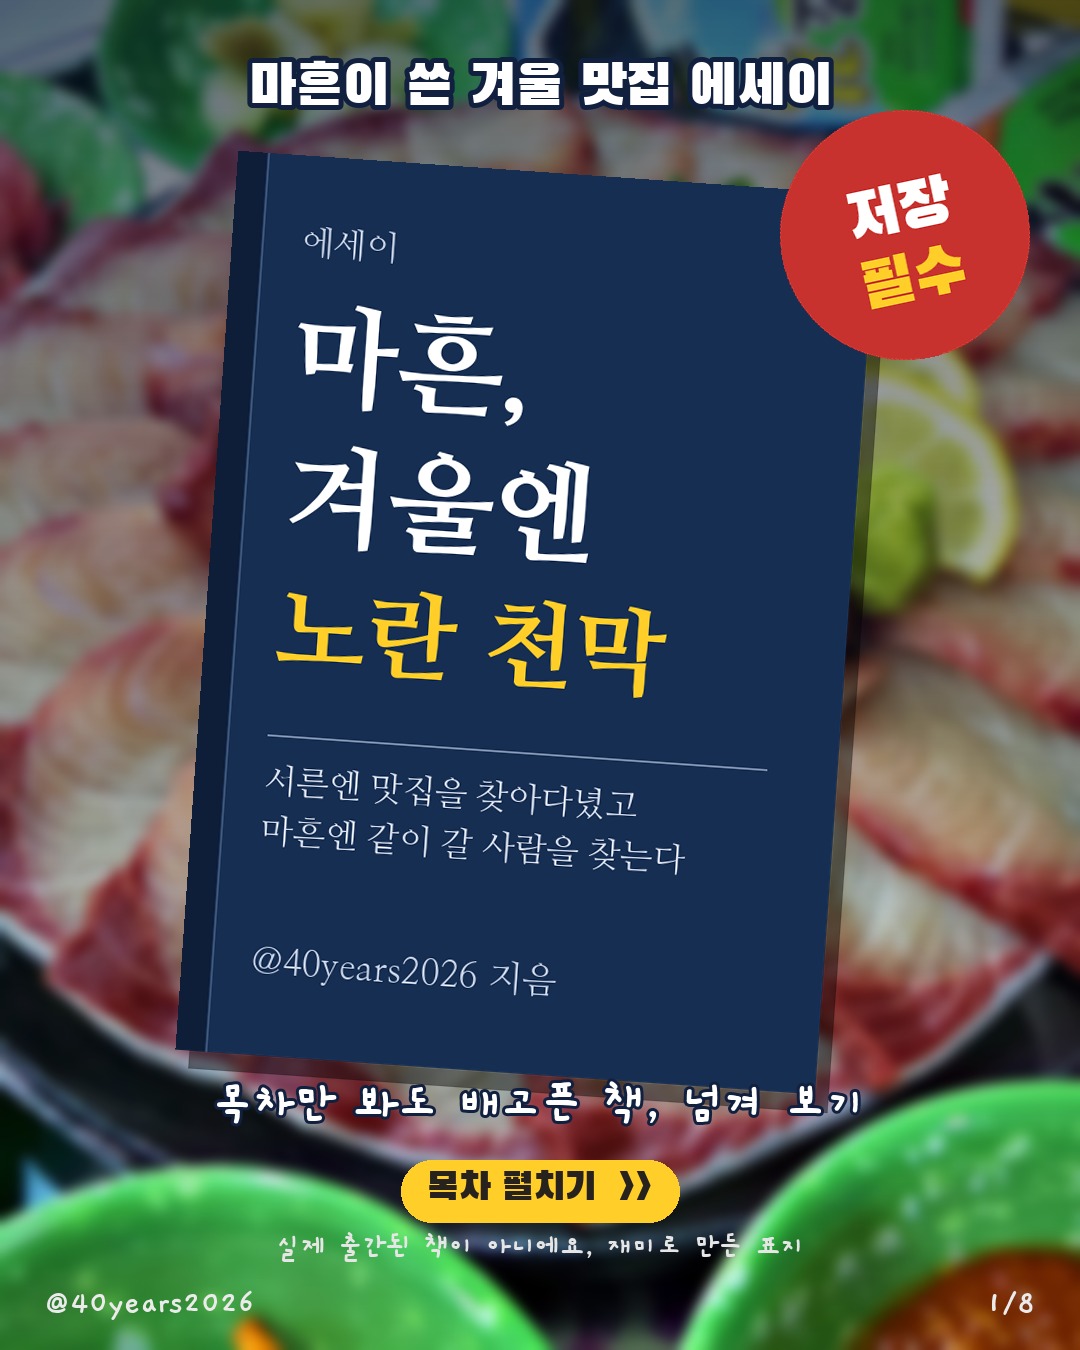 마흔이 쓴 겨울 맛집 에세이
저장
필수
에세이
마흔,
겨울엔
노란 천막
서른엔 맛집을 찾아다녔고
마흔엔 같이 갈 사람을 찾는다
@40years2026 지음
목차만 봐도 배고픈 책, 넘겨 보기
목차 펼치기 》
실제 출간된 책이 아니에요, 재미로 만든 표지
@40years2026
1/8